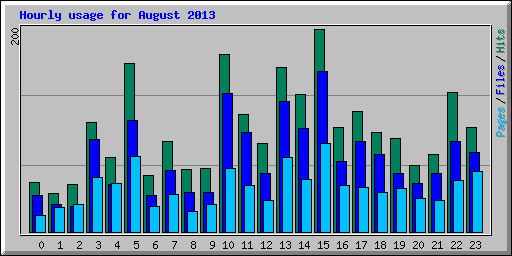 Hourly usage for August 2013
200
Pages/Files/Hits
0 1 2 3 4 5 6 7 8 9 10 11 12 13 14 15 16 17 18 19 20 21 22 23